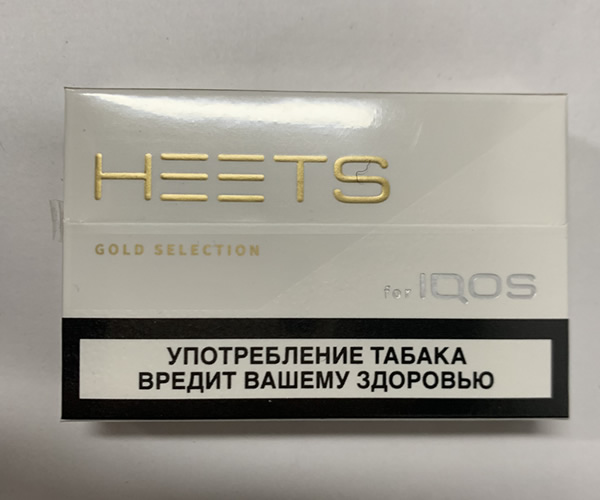 HEETS
GOLD SELECTION
for IQOS
УПОТРЕБЛЕНИЕ ТАБАКА
ВРЕДИТ ВАШЕМУ ЗДОРОВЬЮ